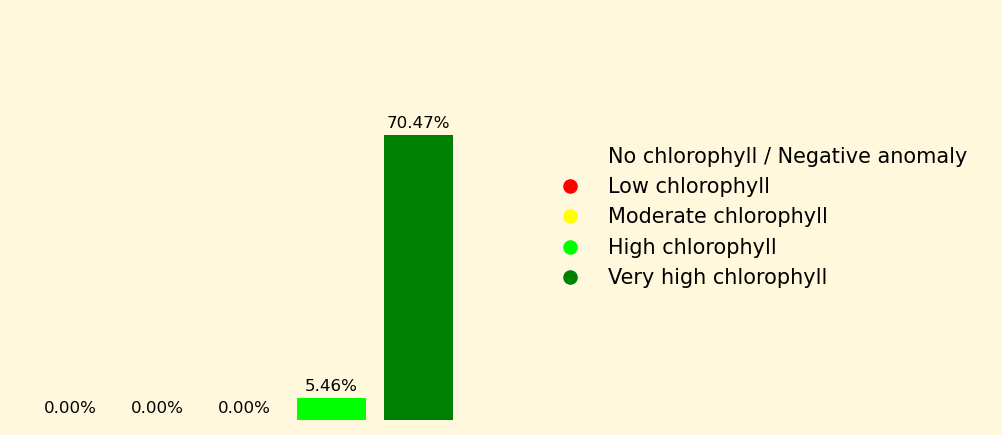 70.47%
No chlorophyll / Negative anomaly
Low chlorophyll
Moderate chlorophyll
High chlorophyll
Very high chlorophyll
5.46%
0.00% 0.00% 0.00%